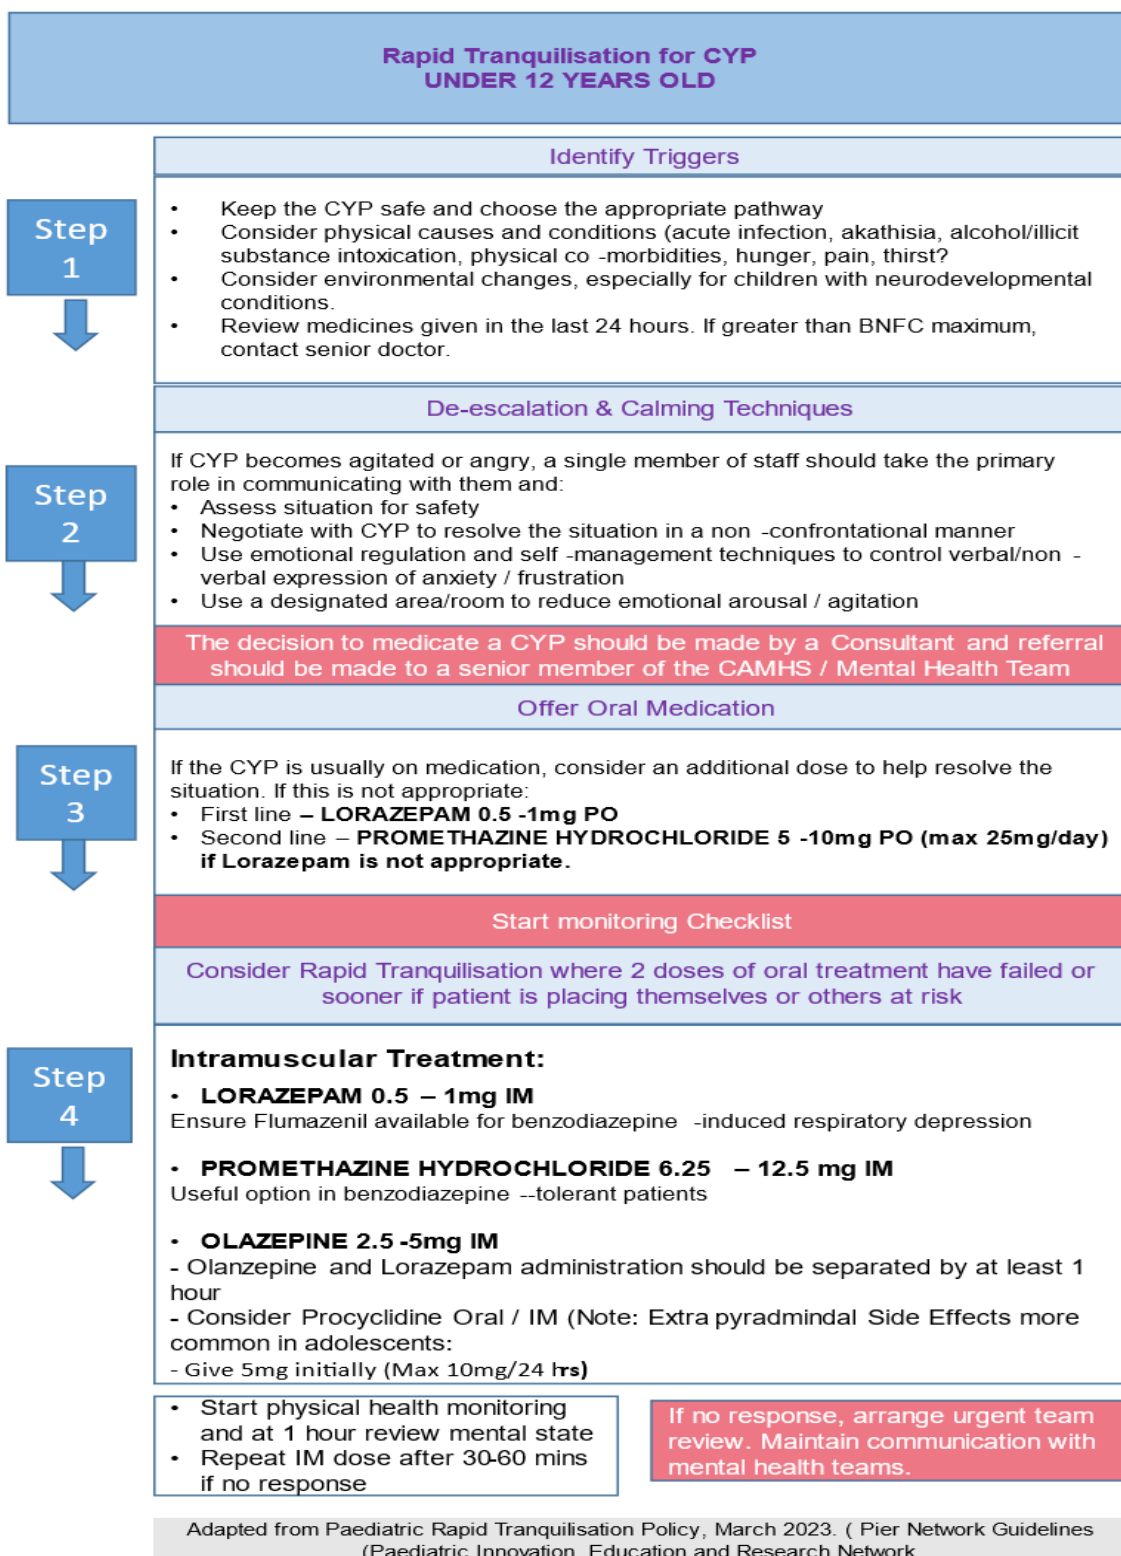 Rapid Tranquilisation for CYP
UNDER 12 YEARS OLD
Identify Triggers
Step
1
• Keep the CYP safe and choose the appropriate pathway
• Consider physical causes and conditions (acute infection, akathisia, alcohol/illicit
substance intoxication, physical co -morbidities, hunger, pain, thirst?
• Consider environmental changes, especially for children with neurodevelopmental
conditions.
• Review medicines given in the last 24 hours. If greater than BNFC maximum,
contact senior doctor.
De-escalation & Calming Techniques
Step
2
If CYP becomes agitated or angry, a single member of staff should take the primary
role in communicating with them and:
• Assess situation for safety
• Negotiate with CYP to resolve the situation in a non -confrontational manner
• Use emotional regulation and self -management techniques to control verbal/non -
verbal expression of anxiety / frustration
• Use a designated area/room to reduce emotional arousal / agitation
The decision to medicate a CYP should be made by a Consultant and referral
should be made to a senior member of the CAMHS / Mental Health Team
Offer Oral Medication
Step
3
If the CYP is usually on medication, consider an additional dose to help resolve the
situation. If this is not appropriate:
• First line – LORAZEPAM 0.5 -1mg PO
• Second line – PROMETHAZINE HYDROCHLORIDE 5 -10mg PO (max 25mg/day)
if Lorazepam is not appropriate.
Start monitoring Checklist
Consider Rapid Tranquilisation where 2 doses of oral treatment have failed or
sooner if patient is placing themselves or others at risk
Step
4
Intramuscular Treatment:
• LORAZEPAM 0.5 – 1mg IM
Ensure Flumazenil available for benzodiazepine -induced respiratory depression
• PROMETHAZINE HYDROCHLORIDE 6.25 – 12.5 mg IM
Useful option in benzodiazepine --tolerant patients
• OLAZEPINE 2.5 -5mg IM
- Olanzepine and Lorazepam administration should be separated by at least 1
hour
- Consider Procyclidine Oral / IM (Note: Extra pyradmindal Side Effects more
common in adolescents:
- Give 5mg initially (Max 10mg/24 hrs)
• Start physical health monitoring
and at 1 hour review mental state
• Repeat IM dose after 30-60 mins
if no response
If no response, arrange urgent team
review. Maintain communication with
mental health teams.
Adapted from Paediatric Rapid Tranquilisation Policy, March 2023. ( Pier Network Guidelines
(Paediatric Innovation, Education and Research Network